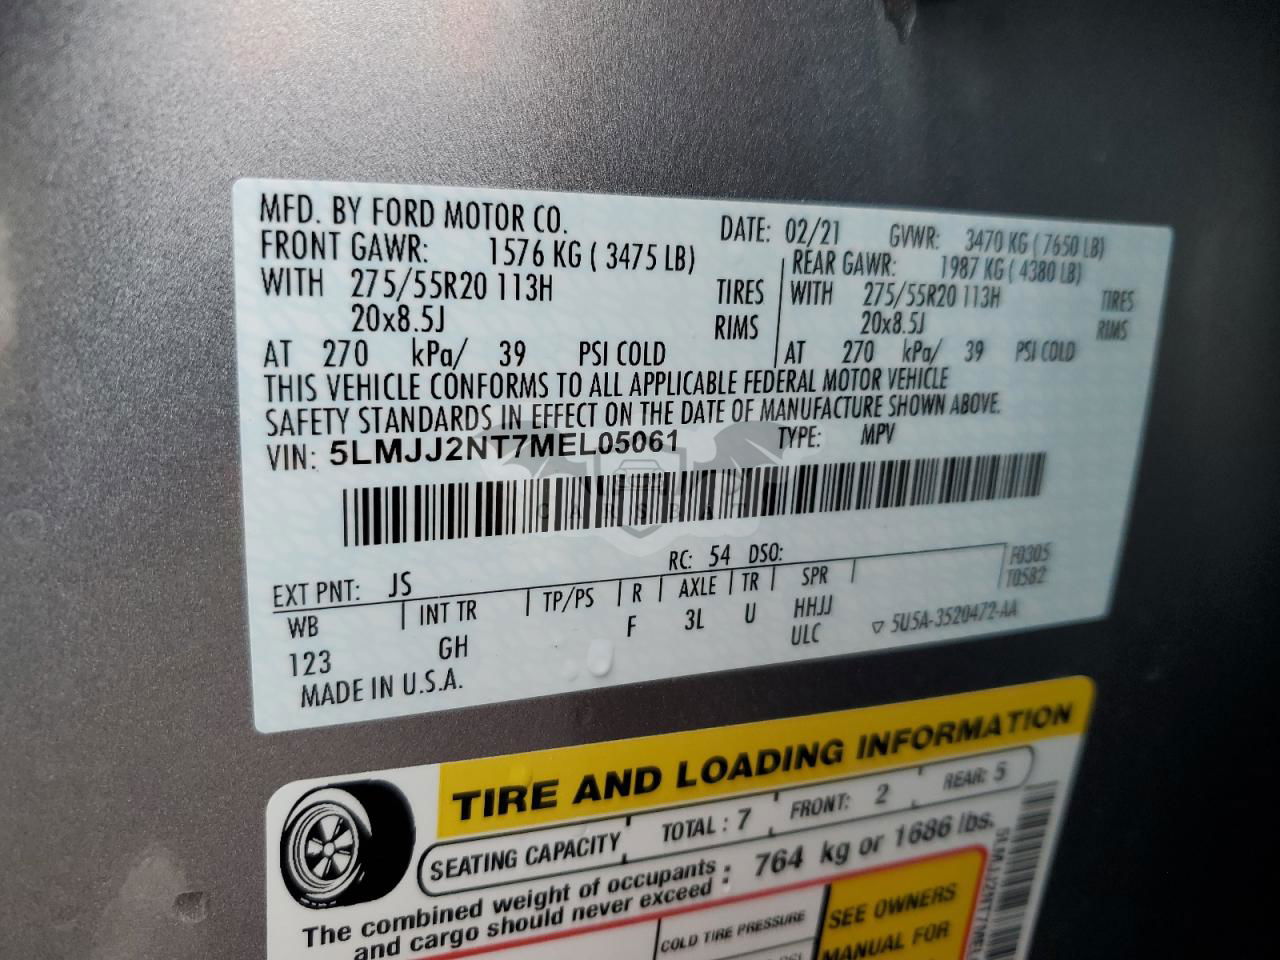 MFD. BY FORD MOTOR CO.
DATE: 02/21 GVWR: 3470 KG ( 7650 LB)
FRONT GAWR: 1576 KG ( 3475 LB)
REAR GAWR: 1987 KG ( 4380 LB)
WITH 275/55R20 113H TIRES
WITH 275/55R20 113H TIRES
20x8.5J RIMS
20x8.5J RIMS
AT 270 kPa/ 39 PSI COLD
AT 270 kPa/ 39 PSI COLD
THIS VEHICLE CONFORMS TO ALL APPLICABLE FEDERAL MOTOR VEHICLE
SAFETY STANDARDS IN EFFECT ON THE DATE OF MANUFACTURE SHOWN ABOVE.
VIN: 5LMJJ2NT7MEL05061 TYPE: MPV
EXT PNT: JS RC: 54 DSO: F0305
T0582
WB INT TR TP/PS R AXLE TR SPR
123 GH F 3L U HHJJ
ULC ▽ 5U5A-3520472-AA
MADE IN U.S.A.
TIRE AND LOADING INFORMATION
SEATING CAPACITY TOTAL : 7 FRONT: 2 REAR: 5
The combined weight of occupants and cargo should never exceed : 764 kg or 1686 lbs.
COLD TIRE PRESSURE
SEE OWNERS
MANUAL FOR